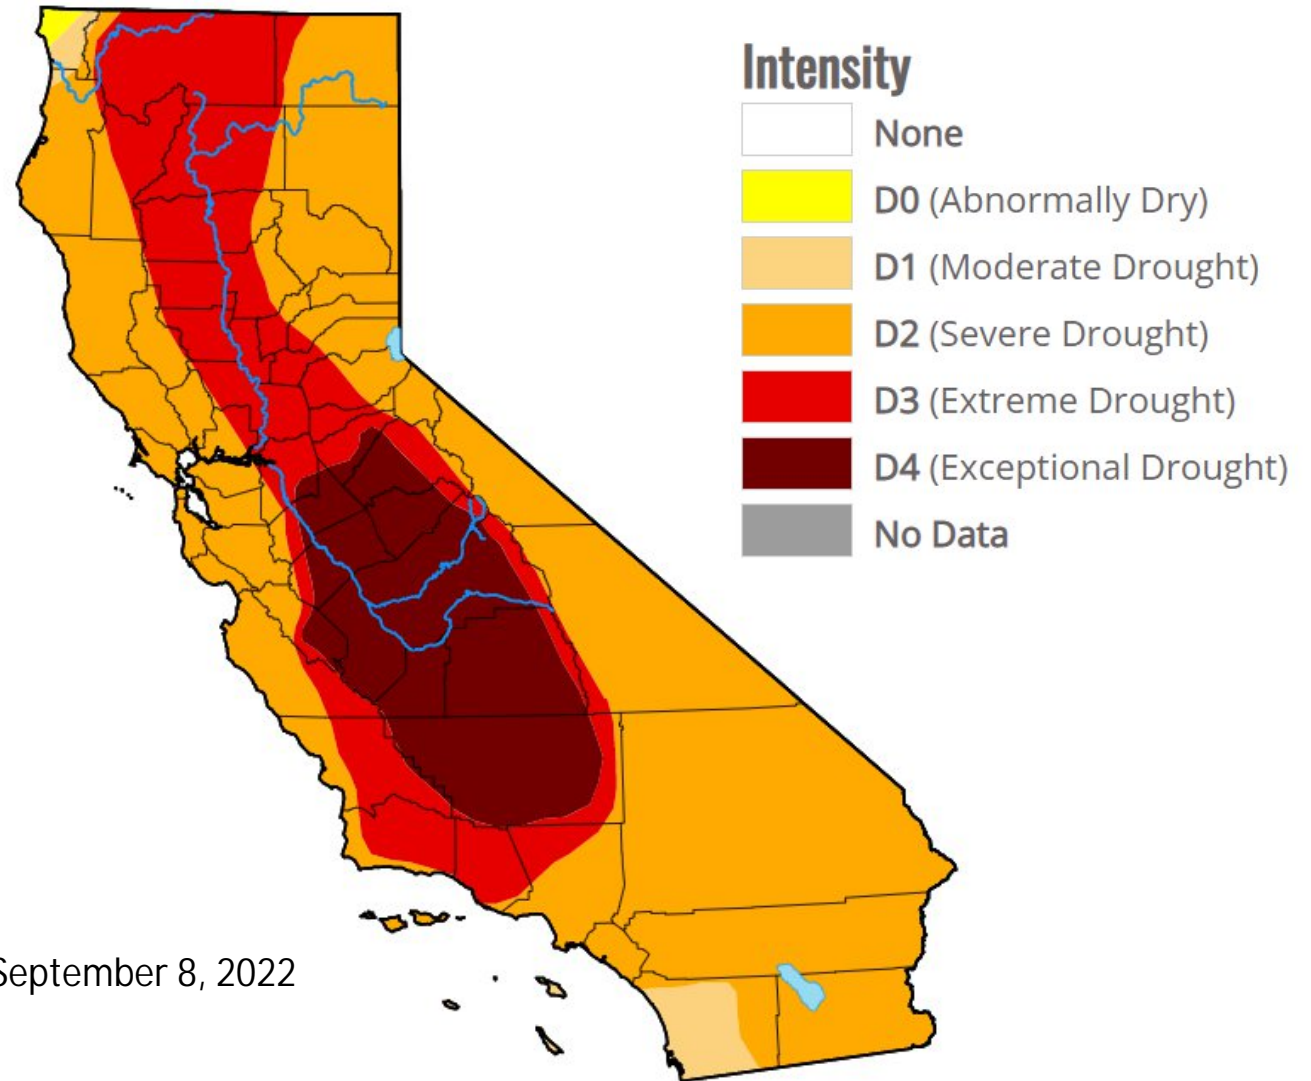 Intensity
None
D0 (Abnormally Dry)
D1 (Moderate Drought)
D2 (Severe Drought)
D3 (Extreme Drought)
D4 (Exceptional Drought)
No Data
September 8, 2022